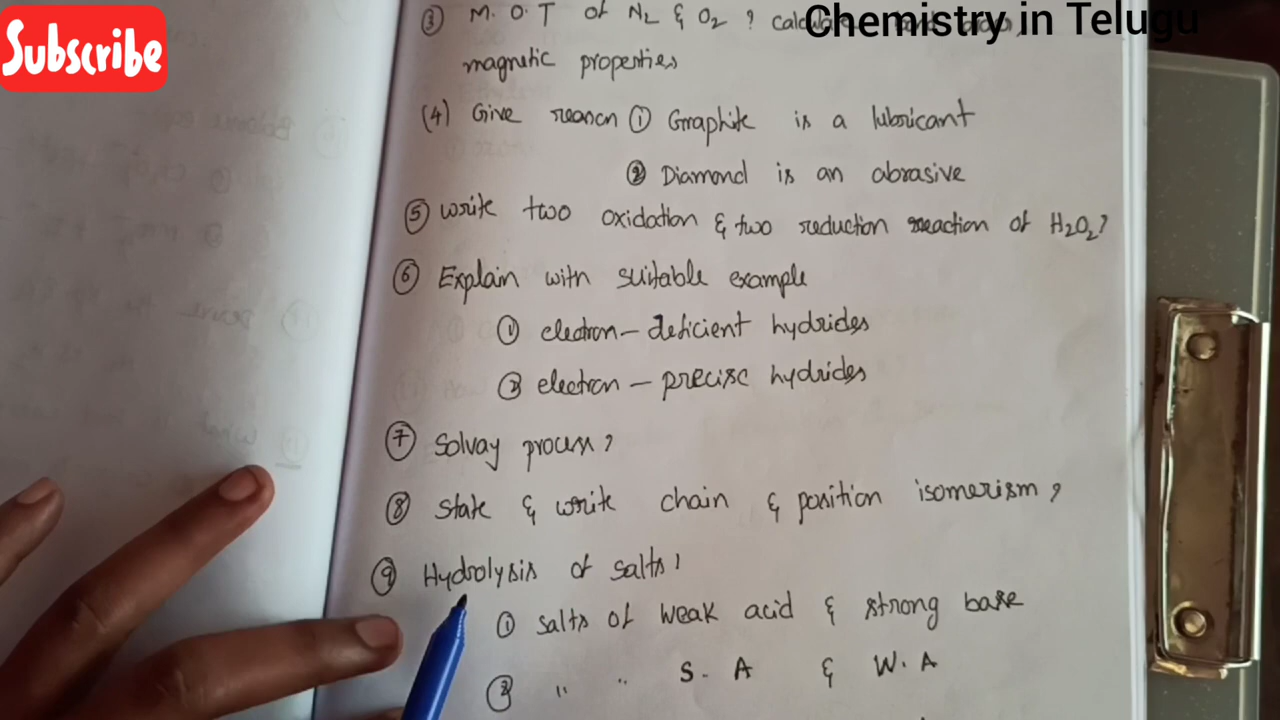 Subscribe
Chemistry in Telugu
③ M.O.T of N₂ & O₂ ?
magnetic properties
(4) Give reason ① Graphite is a lubricant
② Diamond is an abrasive
⑤ write two oxidation & two reduction reaction of H₂O₂?
⑥ Explain with suitable example
① electron - deficient hydrides
② electron - precise hydrides
⑦ Solvay process?
⑧ State & write chain & position isomerism?
⑨ Hydrolysis of salts?
① salts of weak acid & strong base
② " " S. A & W. A